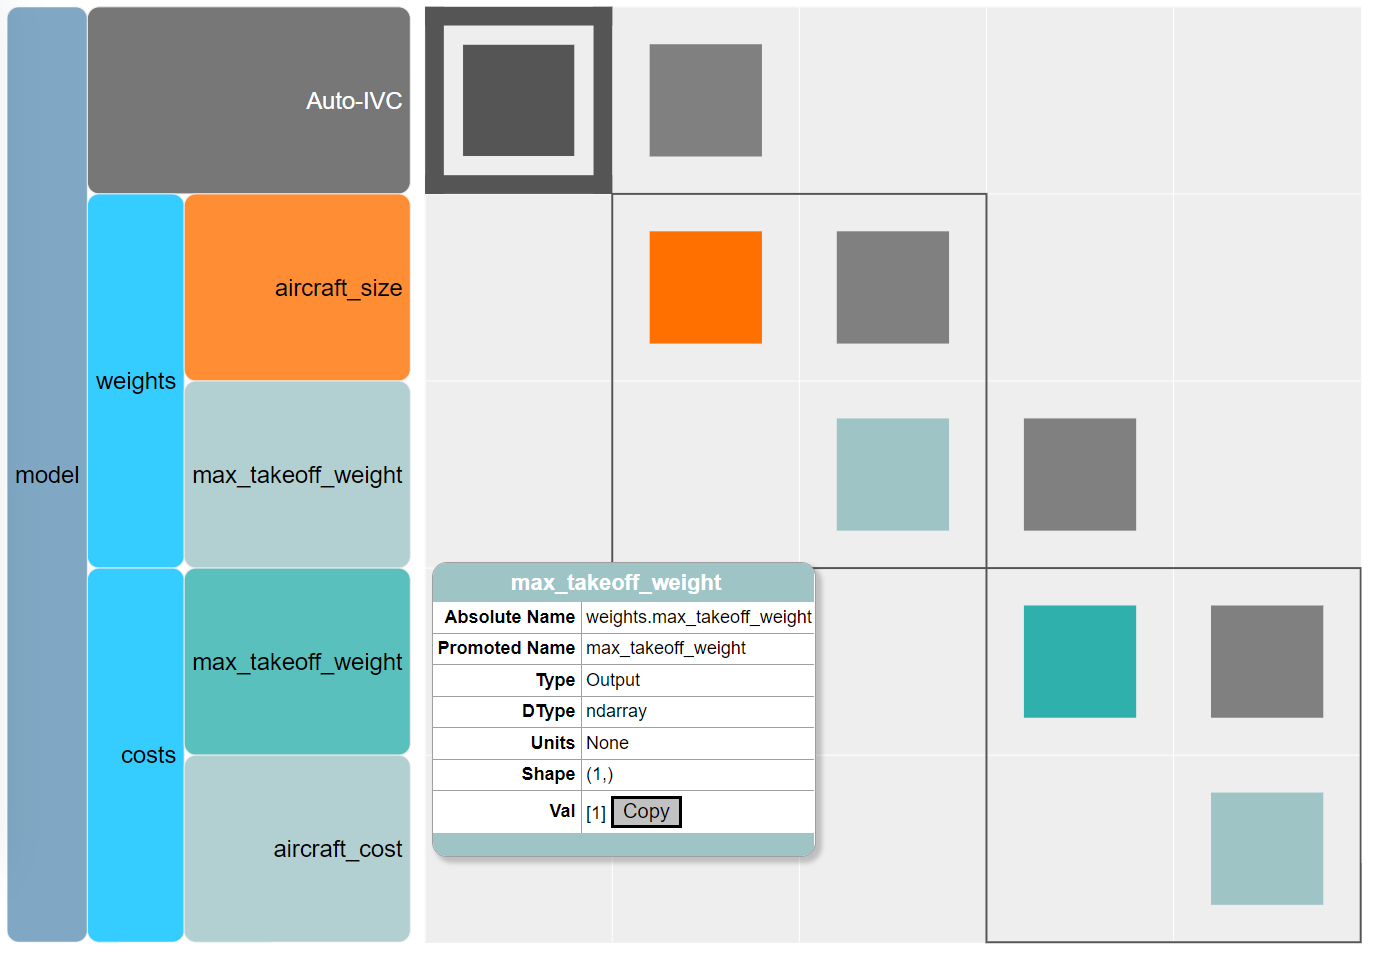 Auto-IVC
aircraft_size
weights
model
max_takeoff_weight
max_takeoff_weight
costs
aircraft_cost
max_takeoff_weight
Absolute Name weights.max_takeoff_weight
Promoted Name max_takeoff_weight
Type Output
DType ndarray
Units None
Shape (1,)
Val [1] Copy